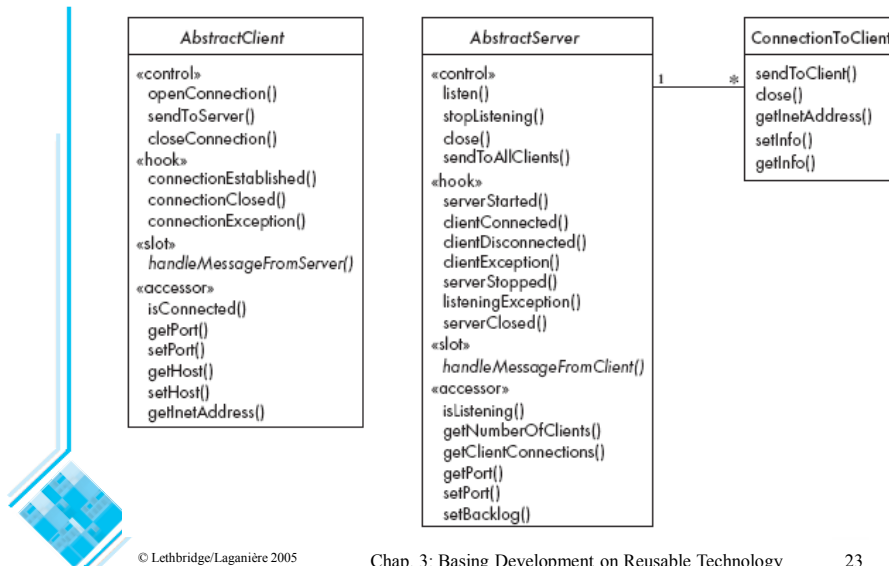 AbstractClient
«control»
openConnection()
sendToServer()
closeConnection()
«hook»
connectionEstablished()
connectionClosed()
connectionException()
«slot»
handleMessageFromServer()
«accessor»
isConnected()
getPort()
setPort()
getHost()
setHost()
getInetAddress()
AbstractServer
«control»
listen()
stopListening()
close()
sendToAllClients()
«hook»
serverStarted()
clientConnected()
clientDisconnected()
clientException()
serverStopped()
listeningException()
serverClosed()
«slot»
handleMessageFromClient()
«accessor»
isListening()
getNumberOfClients()
getClientConnections()
getPort()
setPort()
setBacklog()
1 *
ConnectionToClient
sendToClient()
close()
getInetAddress()
setInfo()
getInfo()
© Lethbridge/Laganière 2005 Chap. 3: Basing Development on Reusable Technology 23